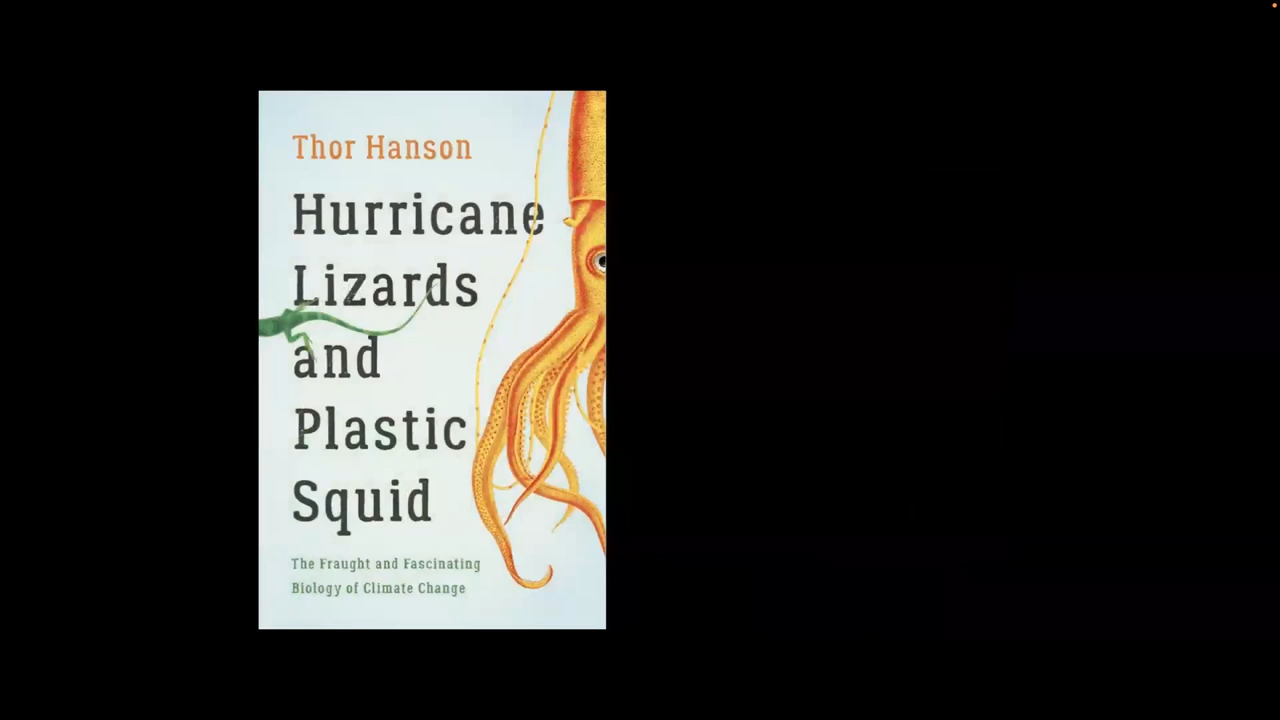 Thor Hanson
Hurricane
Lizards
and
Plastic
Squid
The Fraught and Fascinating
Biology of Climate Change